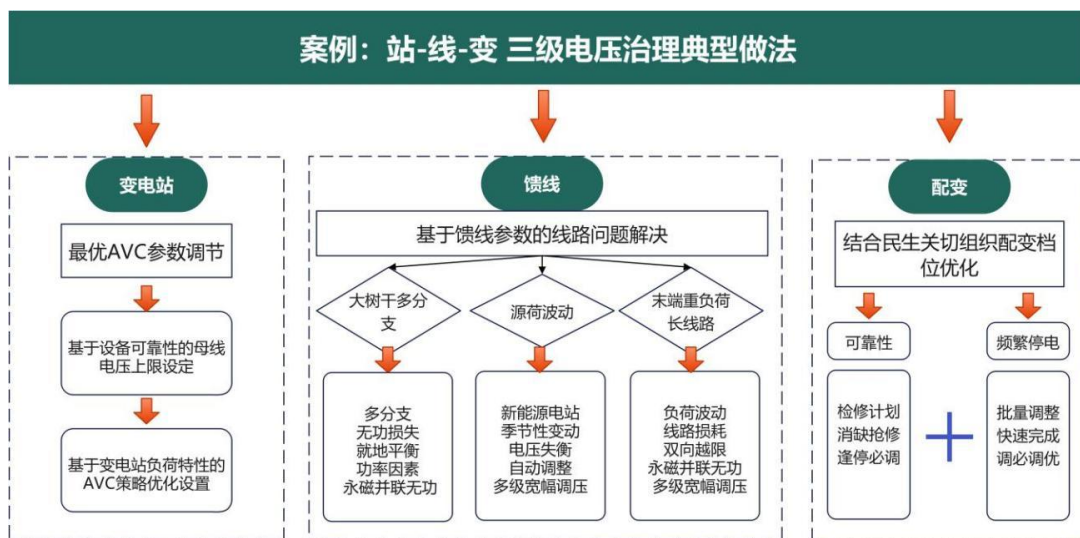 案例：站-线-变 三级电压治理典型做法
变电站
最优AVC参数调节
基于设备可靠性的母线
电压上限设定
基于变电站负荷特性的
AVC策略优化设置
馈线
基于馈线参数的线路问题解决
大树干多分
支
源荷波动
末端重负荷
长线路
多分支
无功损失
就地平衡
功率因素
永磁并联无功
新能源电站
季节性变动
电压失衡
自动调整
多级宽幅调压
负荷波动
线路损耗
双向越限
永磁并联无功
多级宽幅调压
配变
结合民生关切组织配变档
位优化
可靠性
频繁停电
检修计划
消缺抢修
逢停必调
批量调整
快速完成
调必调优